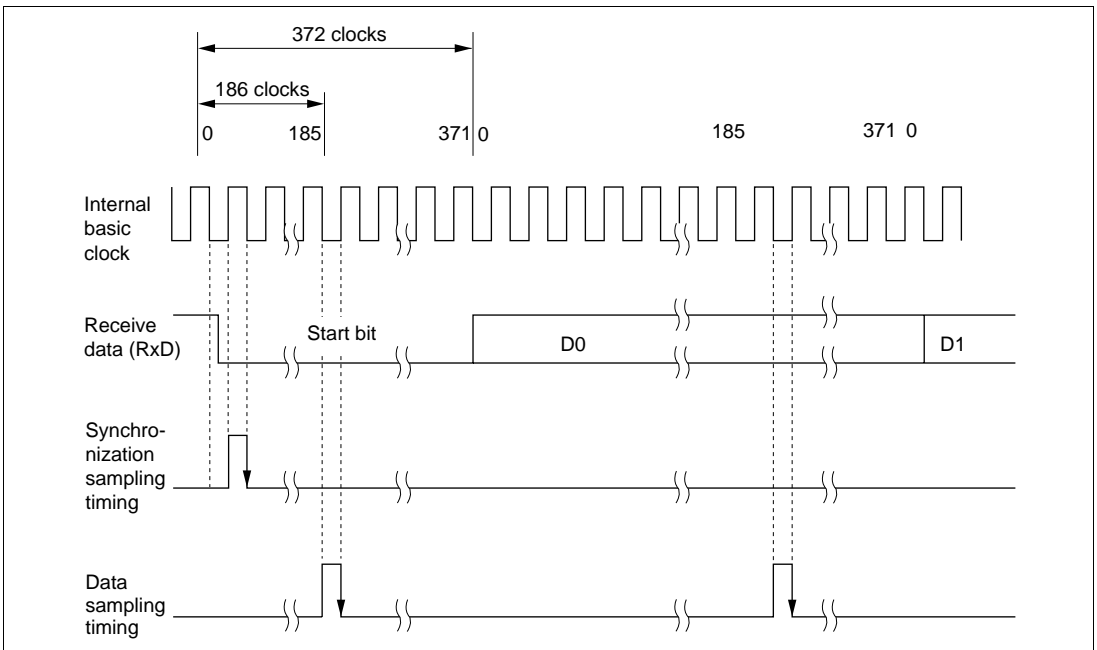 372 clocks
186 clocks
0 185 371 0 185 371 0
Internal
basic
clock
Receive
data (RxD)
Start bit
D0
D1
Synchro-
nization
sampling
timing
Data
sampling
timing